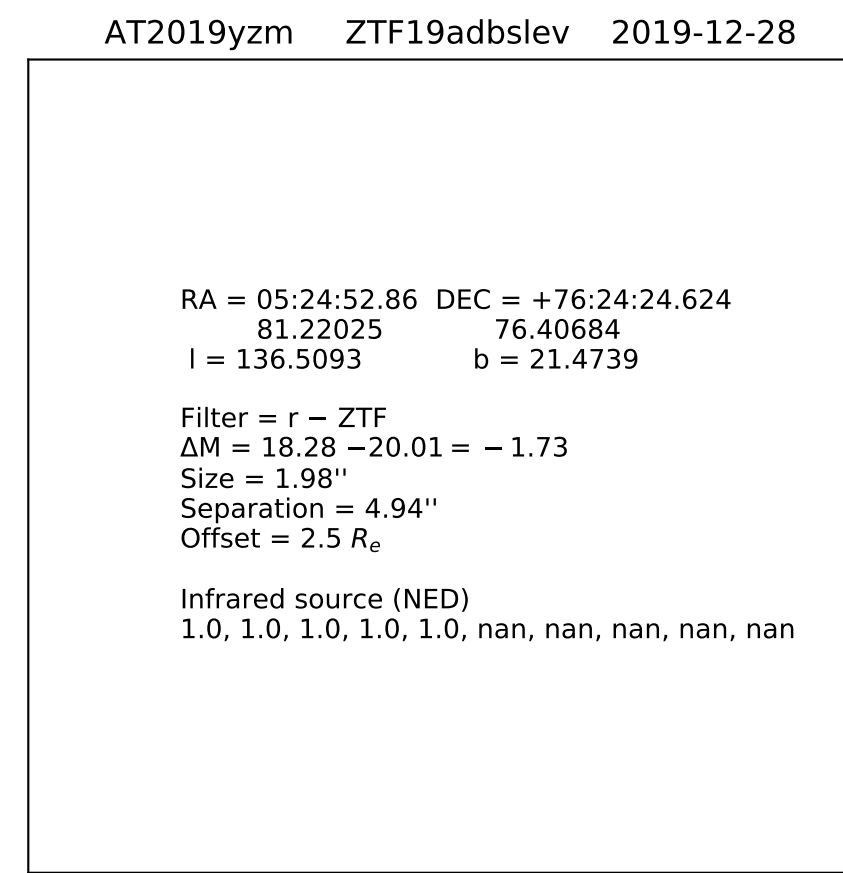 AT2019yzm ZTF19adbslev 2019-12-28
RA = 05:24:52.86 DEC = +76:24:24.624
81.22025 76.40684
l = 136.5093 b = 21.4739
Filter = r − ZTF
ΔM = 18.28 −20.01 = − 1.73
Size = 1.98''
Separation = 4.94''
Offset = 2.5 Re
Infrared source (NED)
1.0, 1.0, 1.0, 1.0, 1.0, nan, nan, nan, nan, nan